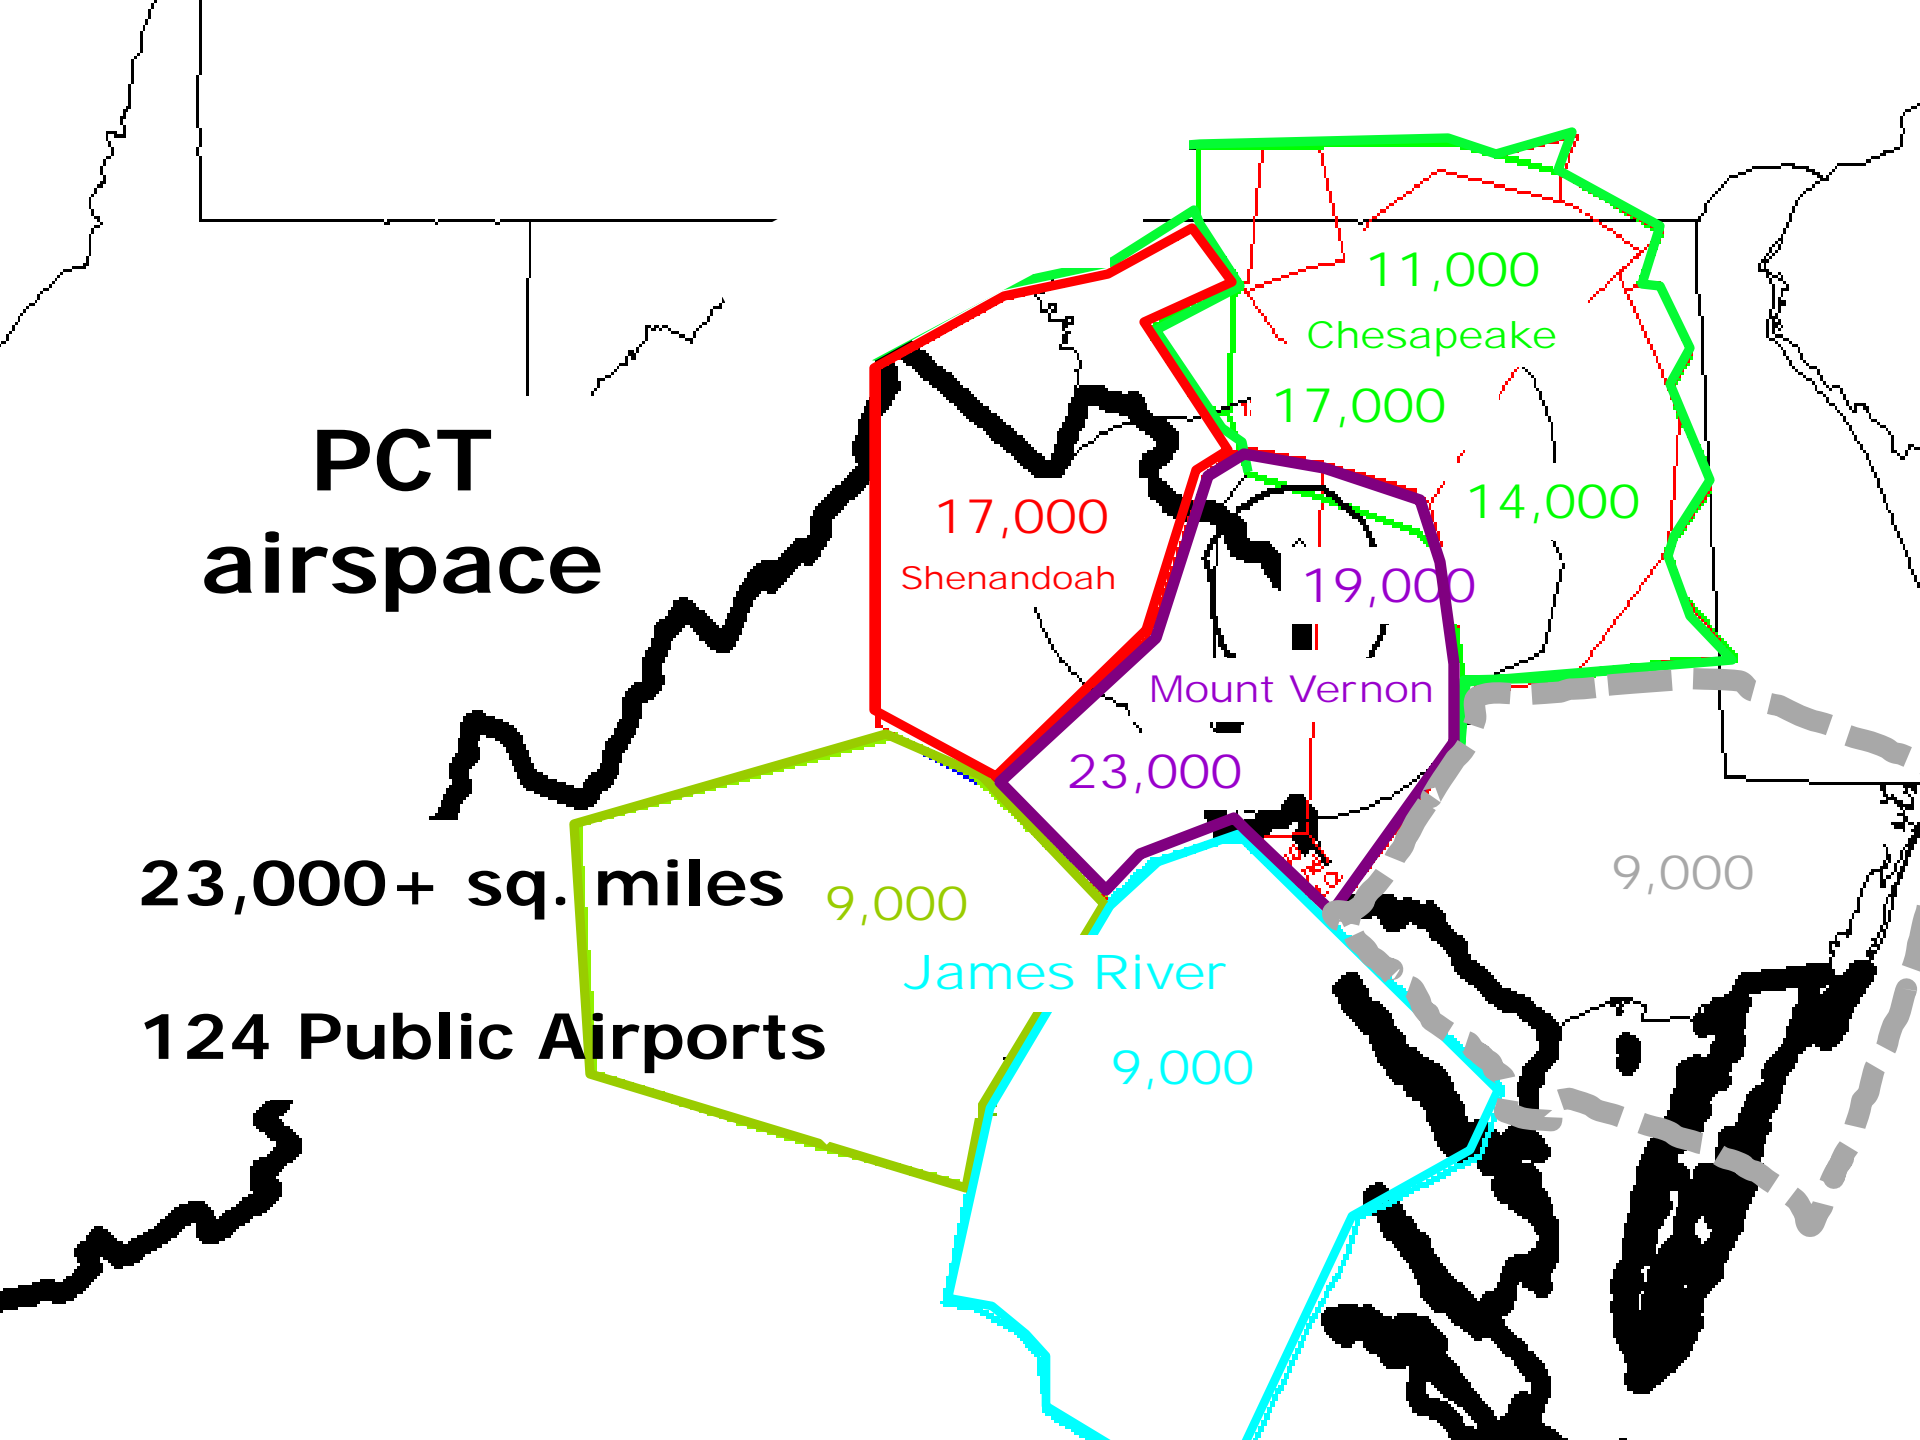 PCT
airspace
23,000+ sq. miles
124 Public Airports
11,000
Chesapeake
17,000
14,000
17,000
Shenandoah
19,000
Mount Vernon
23,000
9,000
9,000
James River
9,000